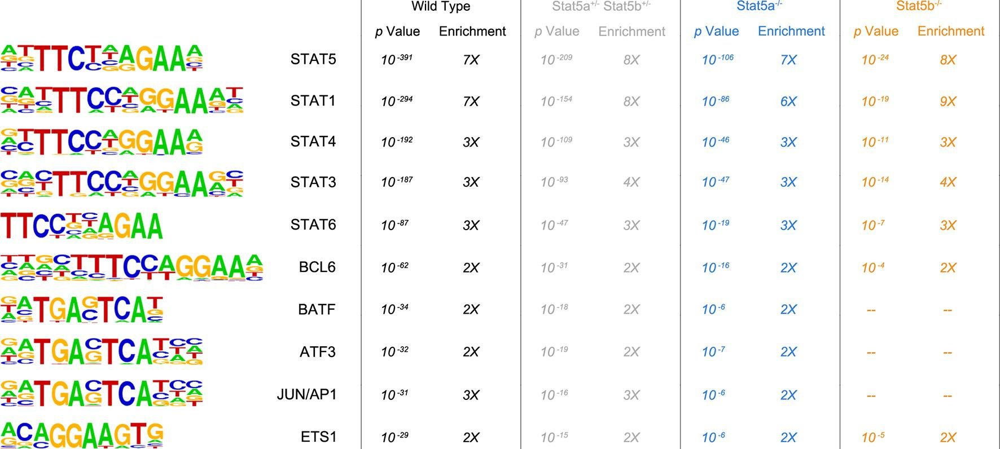 Wild Type Stat5a+/- Stat5b+/- Stat5a-/- Stat5b-/-
p Value Enrichment p Value Enrichment p Value Enrichment p Value Enrichment
STAT5 10-391 7X 10-209 8X 10-106 7X 10-24 8X
STAT1 10-294 7X 10-154 8X 10-86 6X 10-19 9X
STAT4 10-192 3X 10-109 3X 10-46 3X 10-11 3X
STAT3 10-187 3X 10-93 4X 10-47 3X 10-14 4X
TTCC AGAA STAT6 10-87 3X 10-47 3X 10-19 3X 10-7 3X
BCL6 10-62 2X 10-31 2X 10-16 2X 10-4 2X
BATF 10-34 2X 10-18 2X 10-6 2X -- --
ATF3 10-32 2X 10-19 2X 10-7 2X -- --
JUN/AP1 10-31 3X 10-16 3X 10-6 2X -- --
ACAGGAAGTG ETS1 10-29 2X 10-15 2X 10-6 2X 10-5 2X